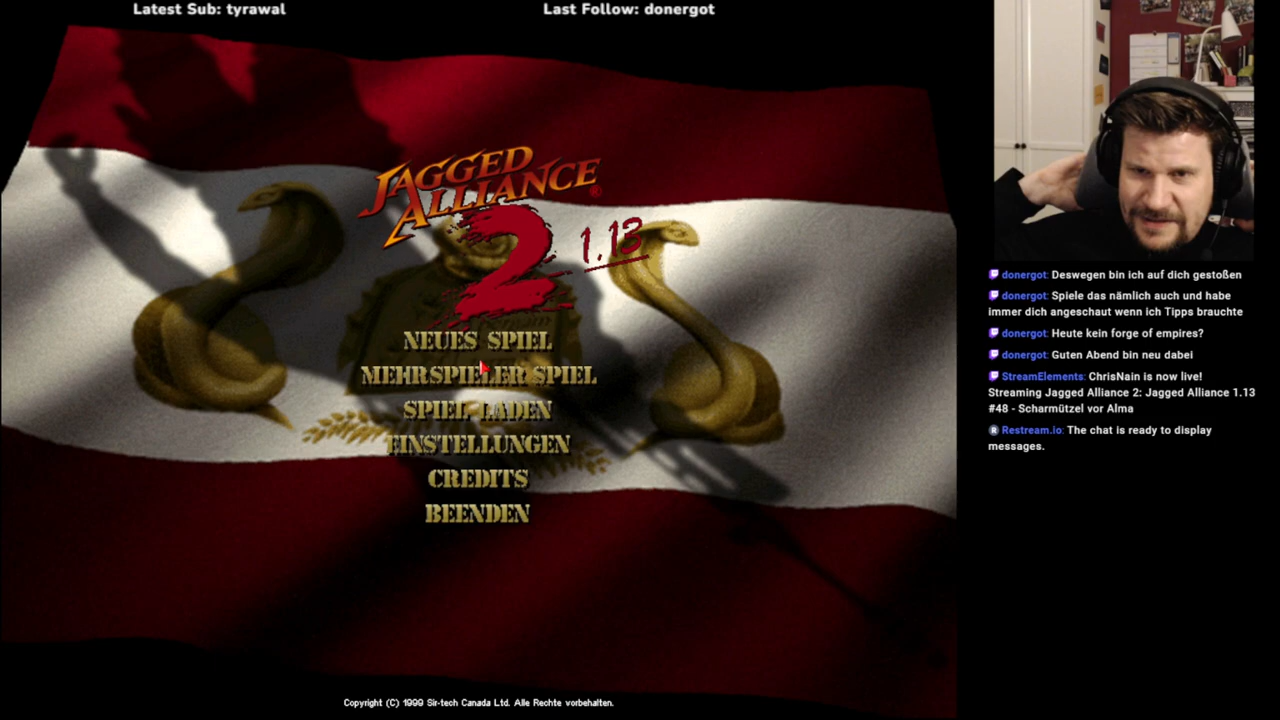 Latest Sub: tyrawal
Last Follow: donergot
JAGGED
ALLIANCE
2
1.13
NEUES SPIEL
MEHRSPIELER SPIEL
SPIEL LADEN
EINSTELLUNGEN
CREDITS
BEENDEN
Copyright (C) 1999 Sir-tech Canada Ltd. Alle Rechte vorbehalten.
donergot: Deswegen bin ich auf dich gestoßen
donergot: Spiele das nämlich auch und habe
immer dich angeschaut wenn ich Tipps brauchte
donergot: Heute kein forge of empires?
donergot: Guten Abend bin neu dabei
StreamElements: ChrisNain is now live!
Streaming Jagged Alliance 2: Jagged Alliance 1.13
#48 - Scharmützel vor Alma
Restream.io: The chat is ready to display
messages.